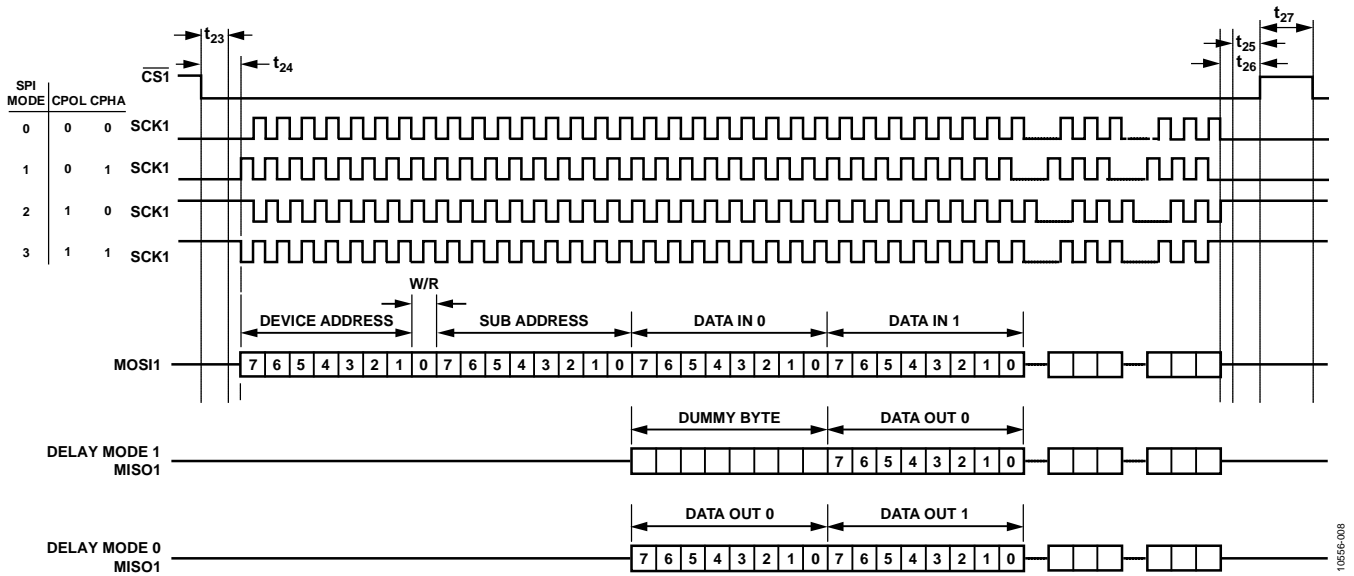 t23
t24
t27
t25
t26
CS1
SPI MODE CPOL CPHA
0 0 0 SCK1
1 0 1 SCK1
2 1 0 SCK1
3 1 1 SCK1
W/R
DEVICE ADDRESS SUB ADDRESS DATA IN 0 DATA IN 1
MOSI1 7 6 5 4 3 2 1 0 7 6 5 4 3 2 1 0 7 6 5 4 3 2 1 0 7 6 5 4 3 2 1 0
DUMMY BYTE DATA OUT 0
DELAY MODE 1
MISO1 7 6 5 4 3 2 1 0
DATA OUT 0 DATA OUT 1
DELAY MODE 0
MISO1 7 6 5 4 3 2 1 0 7 6 5 4 3 2 1 0
10556-008